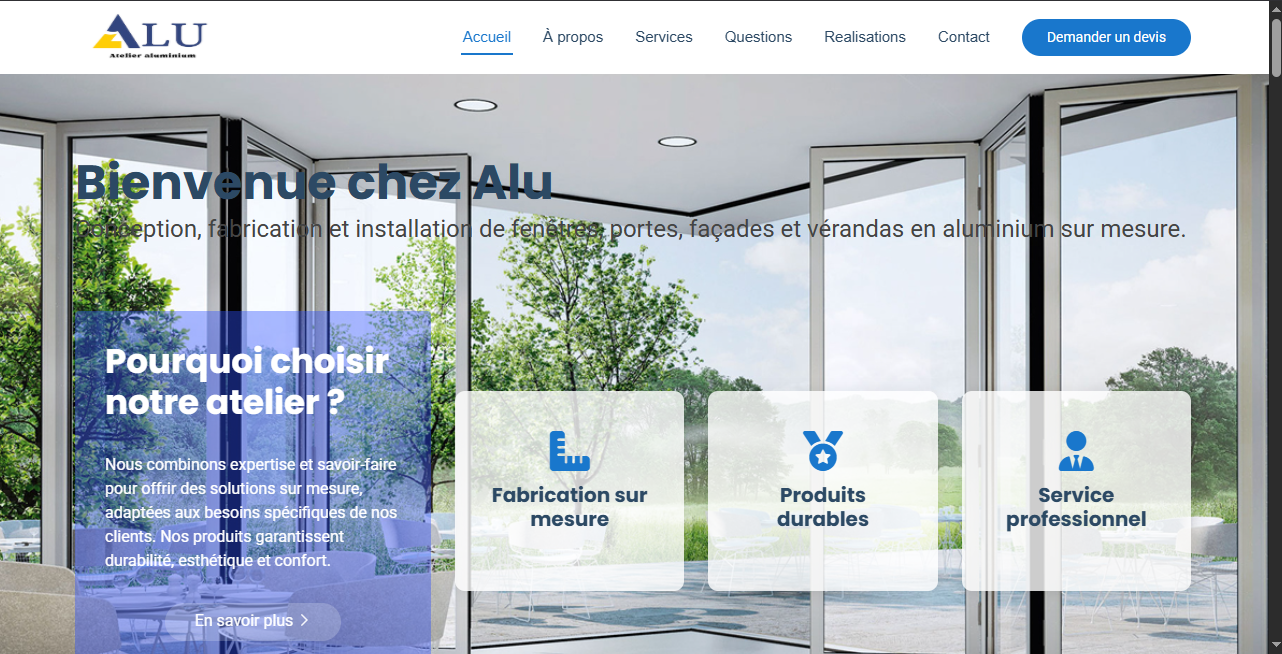 ALU
Atelier aluminium
Accueil
À propos
Services
Questions
Realisations
Contact
Demander un devis
Bienvenue chez Alu
Conception, fabrication et installation de fenêtres, portes, façades et vérandas en aluminium sur mesure.
Pourquoi choisir
notre atelier ?
Nous combinons expertise et savoir-faire
pour offrir des solutions sur mesure,
adaptées aux besoins spécifiques de nos
clients. Nos produits garantissent
durabilité, esthétique et confort.
En savoir plus
Fabrication sur
mesure
Produits
durables
Service
professionnel